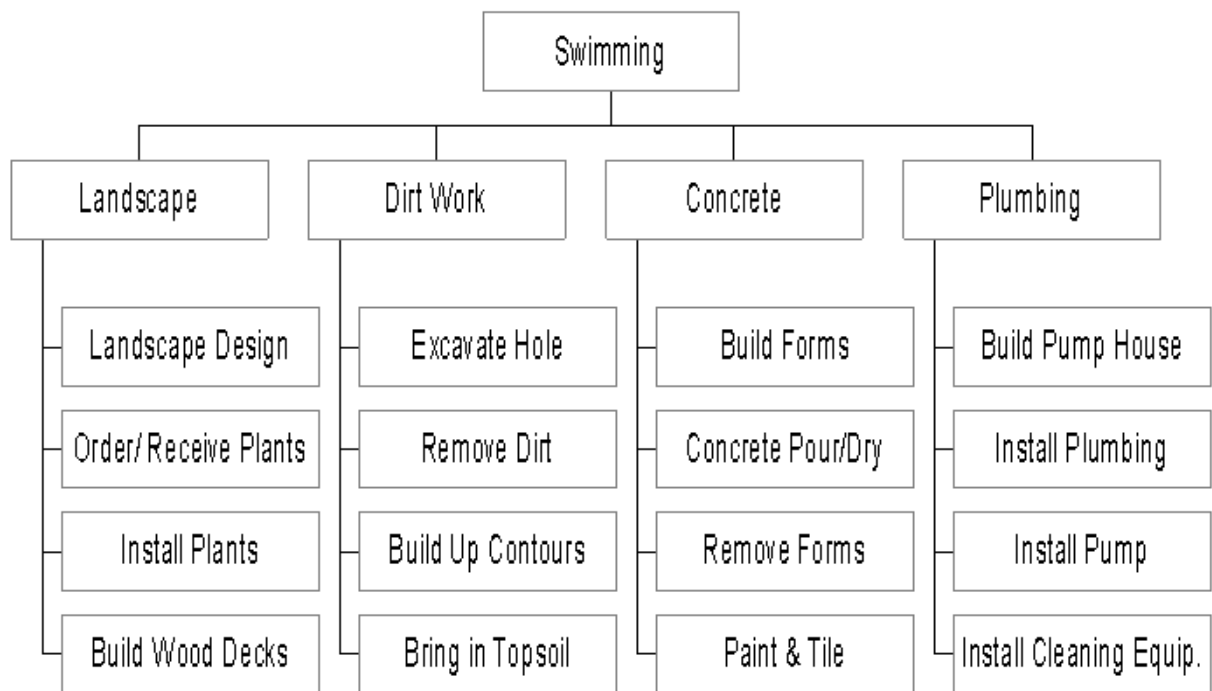 Swimming
Landscape
Dirt Work
Concrete
Plumbing
Landscape Design
Excavate Hole
Build Forms
Build Pump House
Order/ Receive Plants
Remove Dirt
Concrete Pour/Dry
Install Plumbing
Install Plants
Build Up Contours
Remove Forms
Install Pump
Build Wood Decks
Bring in Topsoil
Paint & Tile
Install Cleaning Equip.